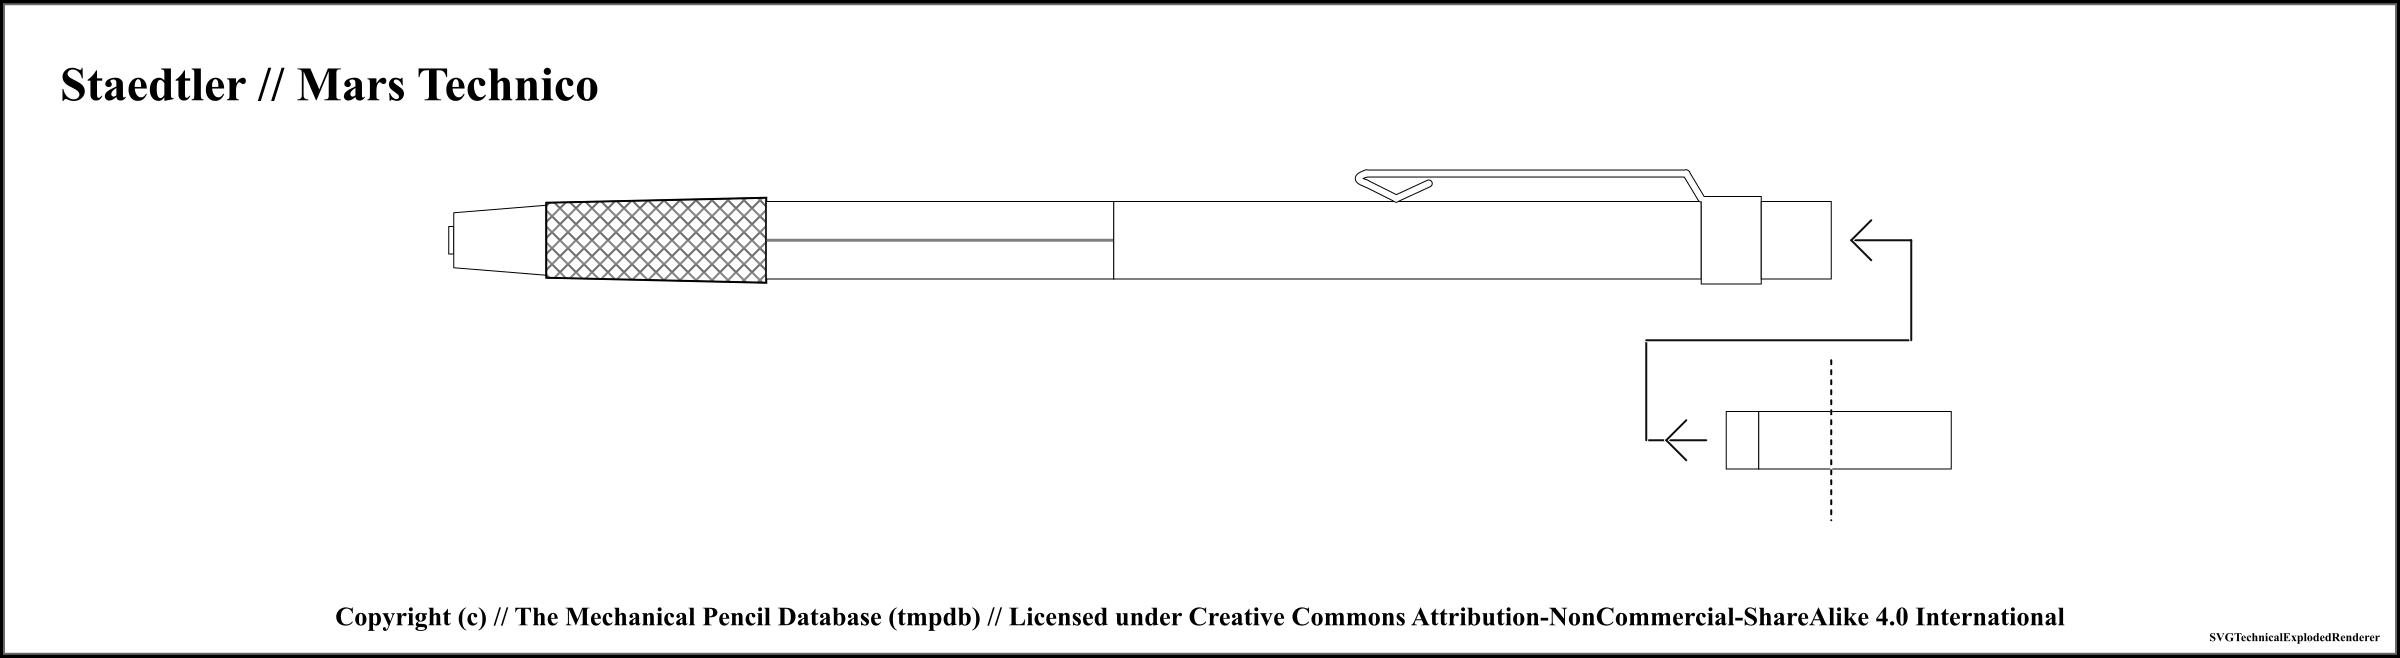 Staedtler // Mars Technico
Copyright (c) // The Mechanical Pencil Database (tmpdb) // Licensed under Creative Commons Attribution-NonCommercial-ShareAlike 4.0 International
SVGTechnicalExplodedRenderer